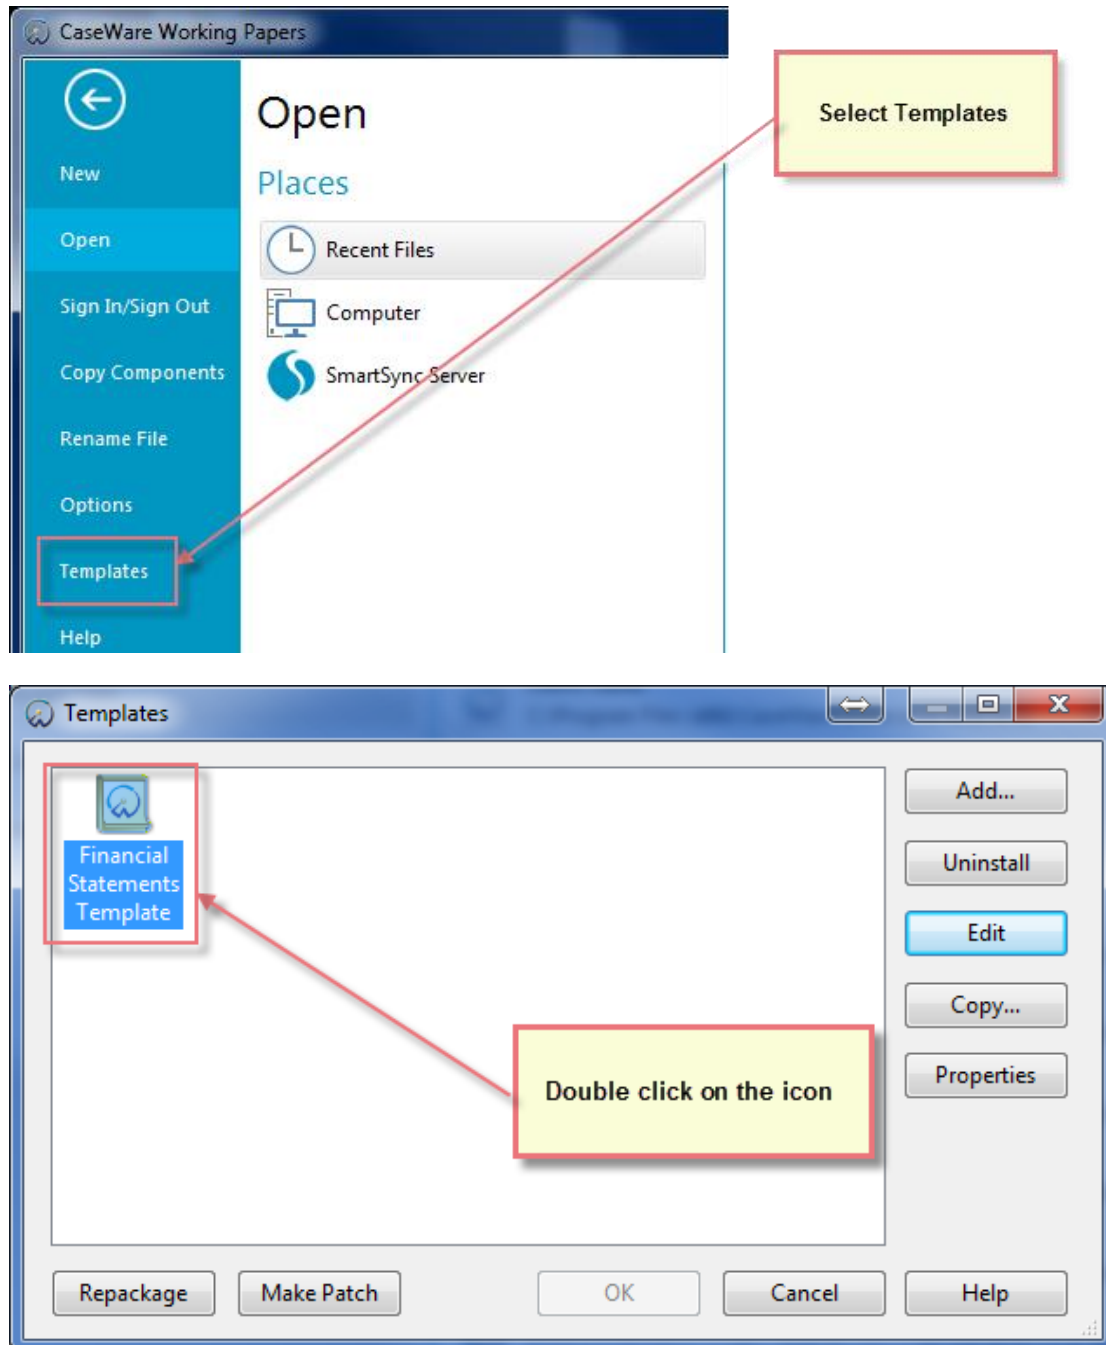 CaseWare Working Papers
Select Templates
Open
New
Places
Open
Recent Files
Sign In/Sign Out
Computer
Copy Components
SmartSync Server
Rename File
Options
Templates
Help
Templates
Add...
Financial
Statements
Template
Uninstall
Edit
Copy...
Double click on the icon
Properties
Repackage
Make Patch
OK
Cancel
Help